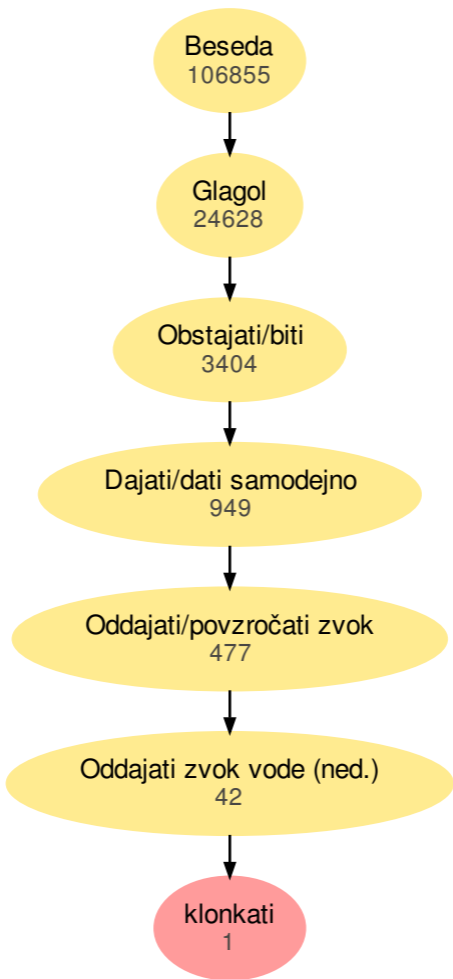 Beseda
106855
Glagol
24628
Obstajati/biti
3404
Dajati/dati samodejno
949
Oddajati/povzročati zvok
477
Oddajati zvok vode (ned.)
42
klonkati
1